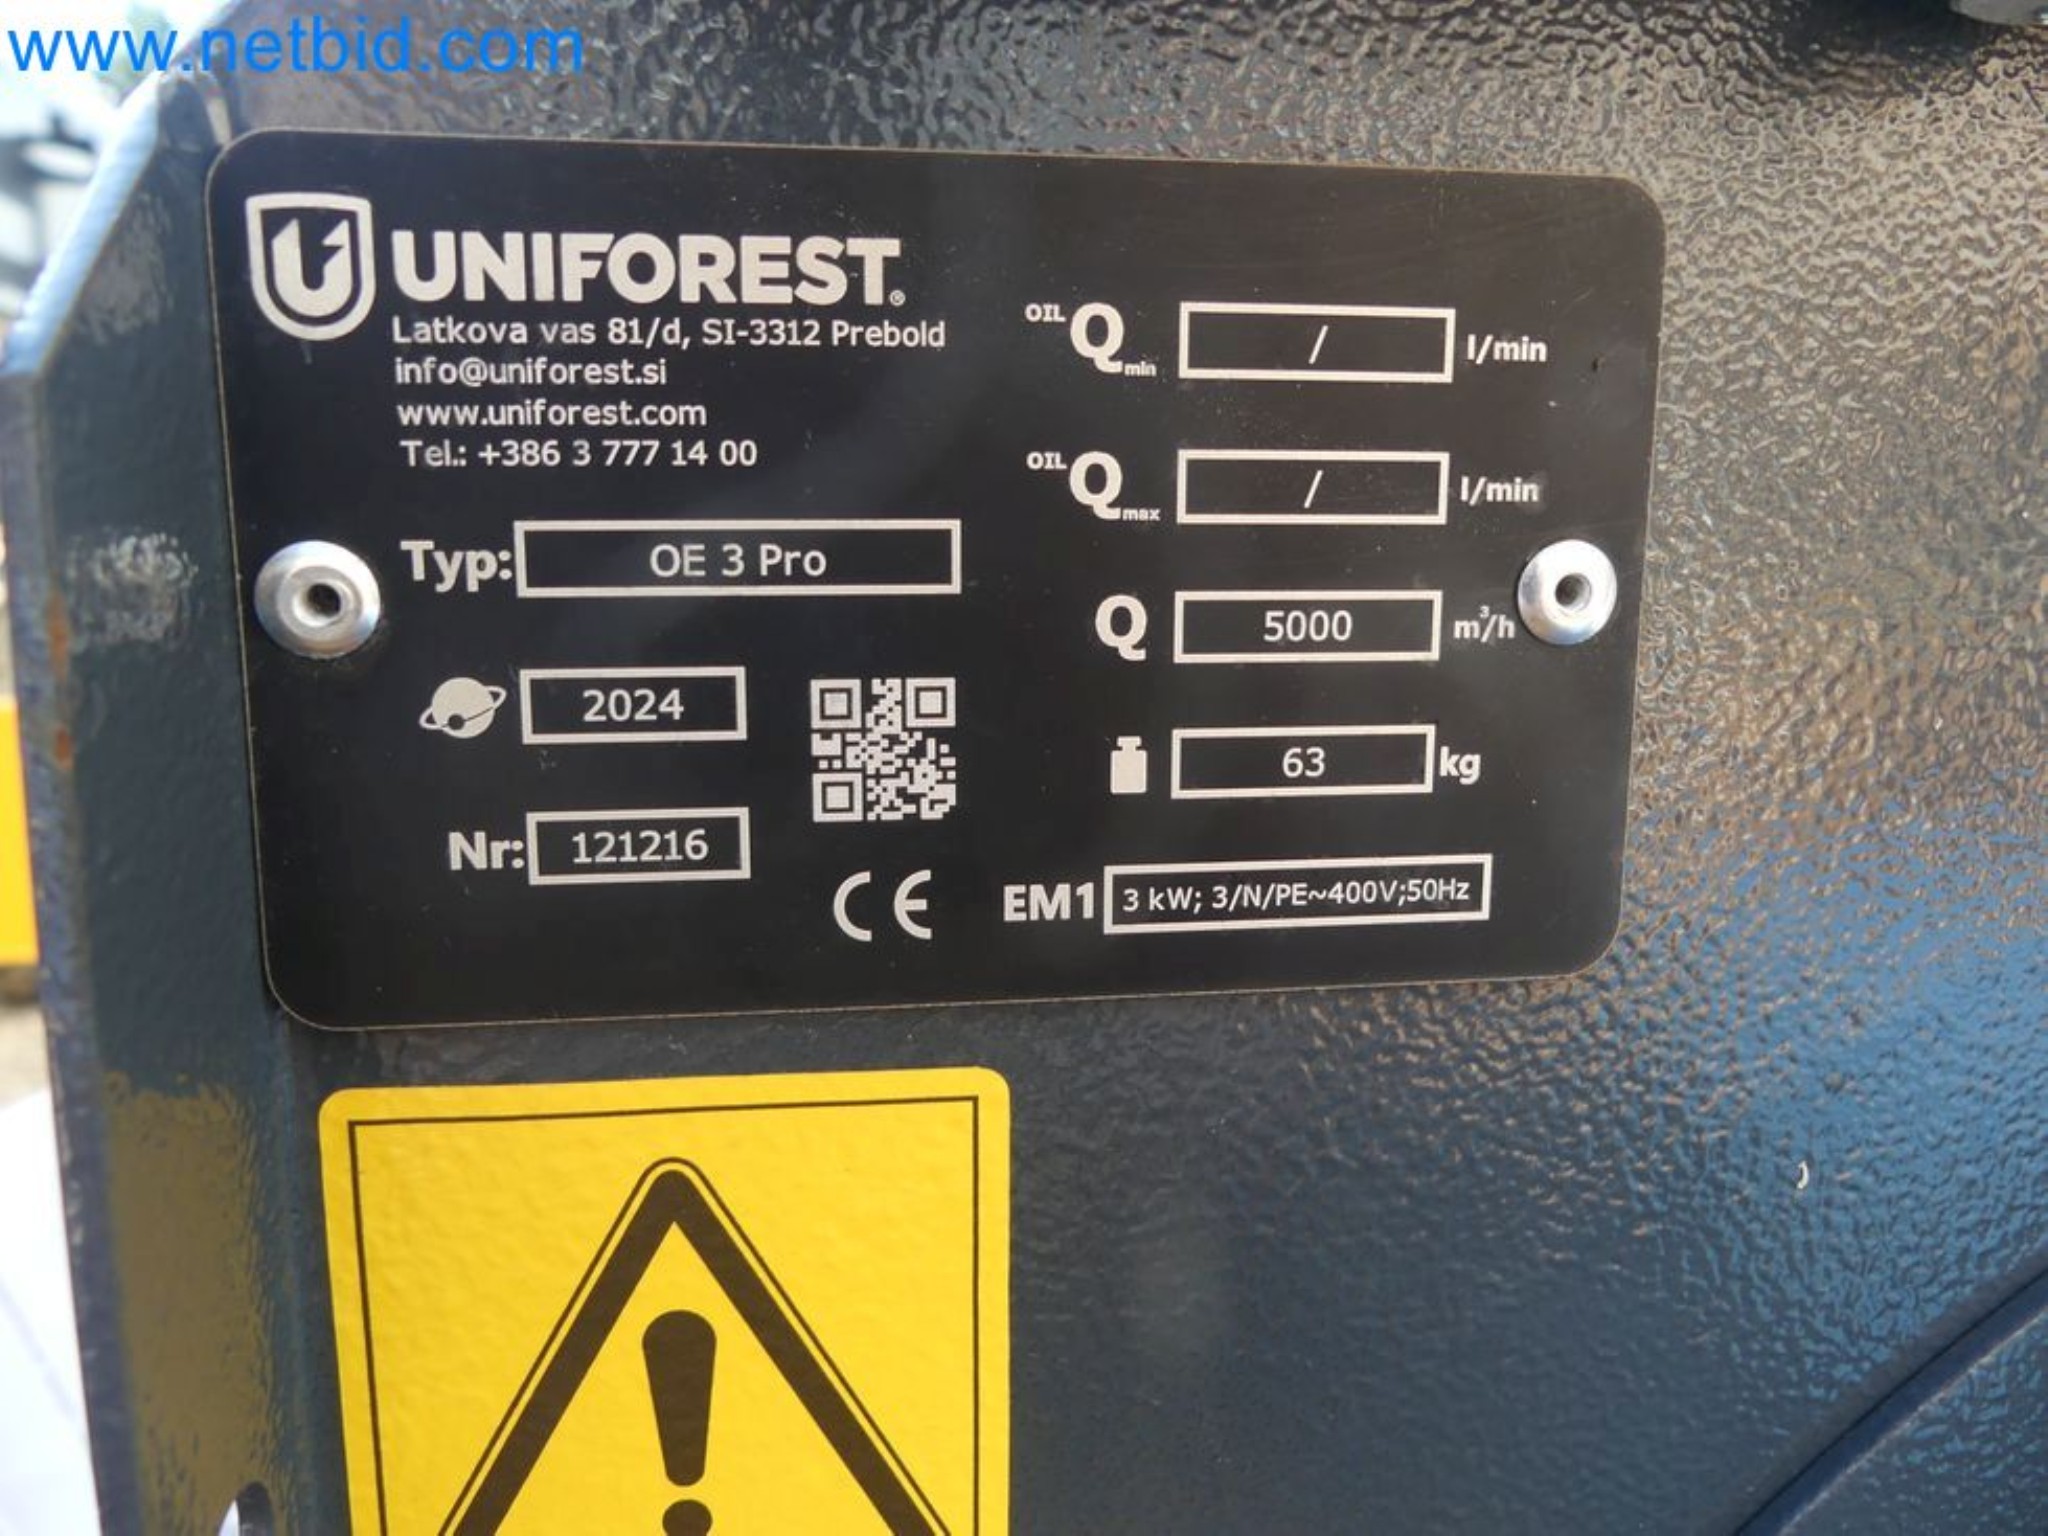 www.netbid.com
UNIFOREST®
Latkova vas 81/d, SI-3312 Prebold
info@uniforest.si
www.uniforest.com
Tel.: +386 3 777 14 00
Typ: OE 3 Pro
2024
Nr: 121216
CE
OIL Qmin / l/min
OIL Qmax / l/min
Q 5000 m³/h
63 kg
EM1 3 kW; 3/N/PE~400V;50Hz